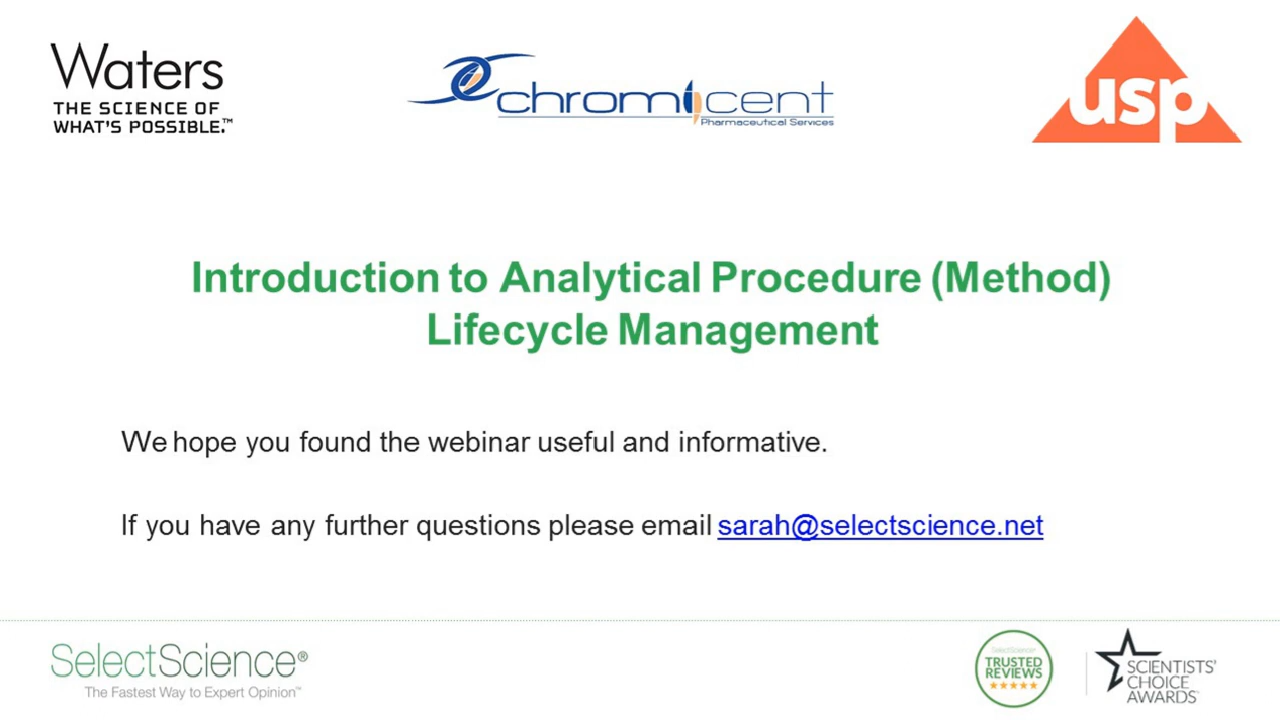 Waters
THE SCIENCE OF
WHAT'S POSSIBLE.™
chromicent
Pharmaceutical Services
usp
Introduction to Analytical Procedure (Method)
Lifecycle Management
We hope you found the webinar useful and informative.
If you have any further questions please email sarah@selectscience.net
SelectScience®
The Fastest Way to Expert Opinion™
SelectScience®
TRUSTED
REVIEWS
SCIENTISTS'
CHOICE
AWARDS